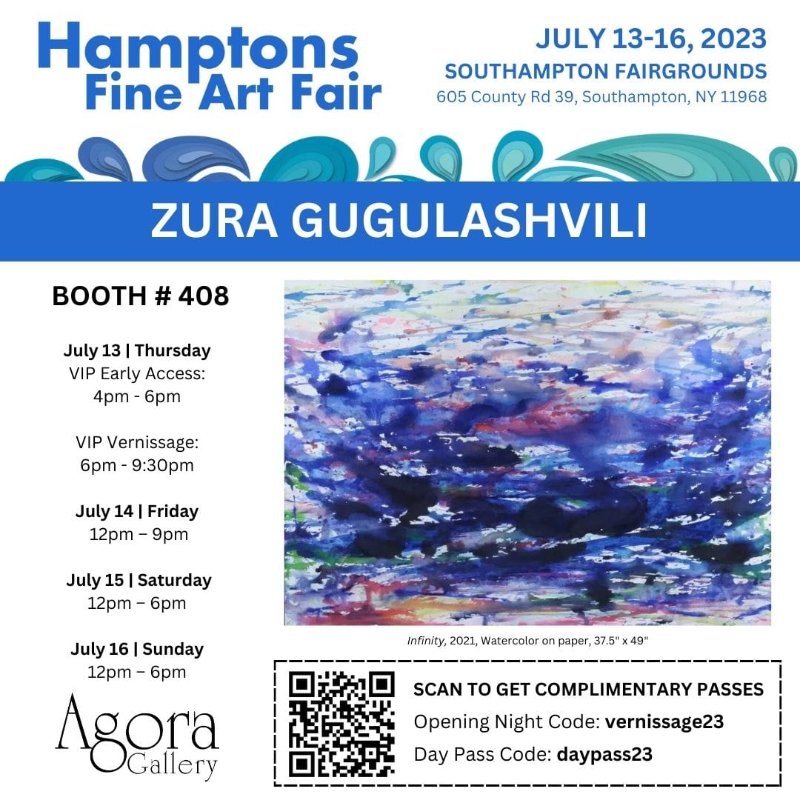 Hamptons
Fine Art Fair
JULY 13-16, 2023
SOUTHAMPTON FAIRGROUNDS
605 County Rd 39, Southampton, NY 11968
ZURA GUGULASHVILI
BOOTH # 408
July 13 | Thursday
VIP Early Access:
4pm - 6pm
VIP Vernissage:
6pm - 9:30pm
July 14 | Friday
12pm – 9pm
July 15 | Saturday
12pm – 6pm
July 16 | Sunday
12pm – 6pm
Agora
Gallery
Infinity, 2021, Watercolor on paper, 37.5" x 49"
SCAN TO GET COMPLIMENTARY PASSES
Opening Night Code: vernissage23
Day Pass Code: daypass23